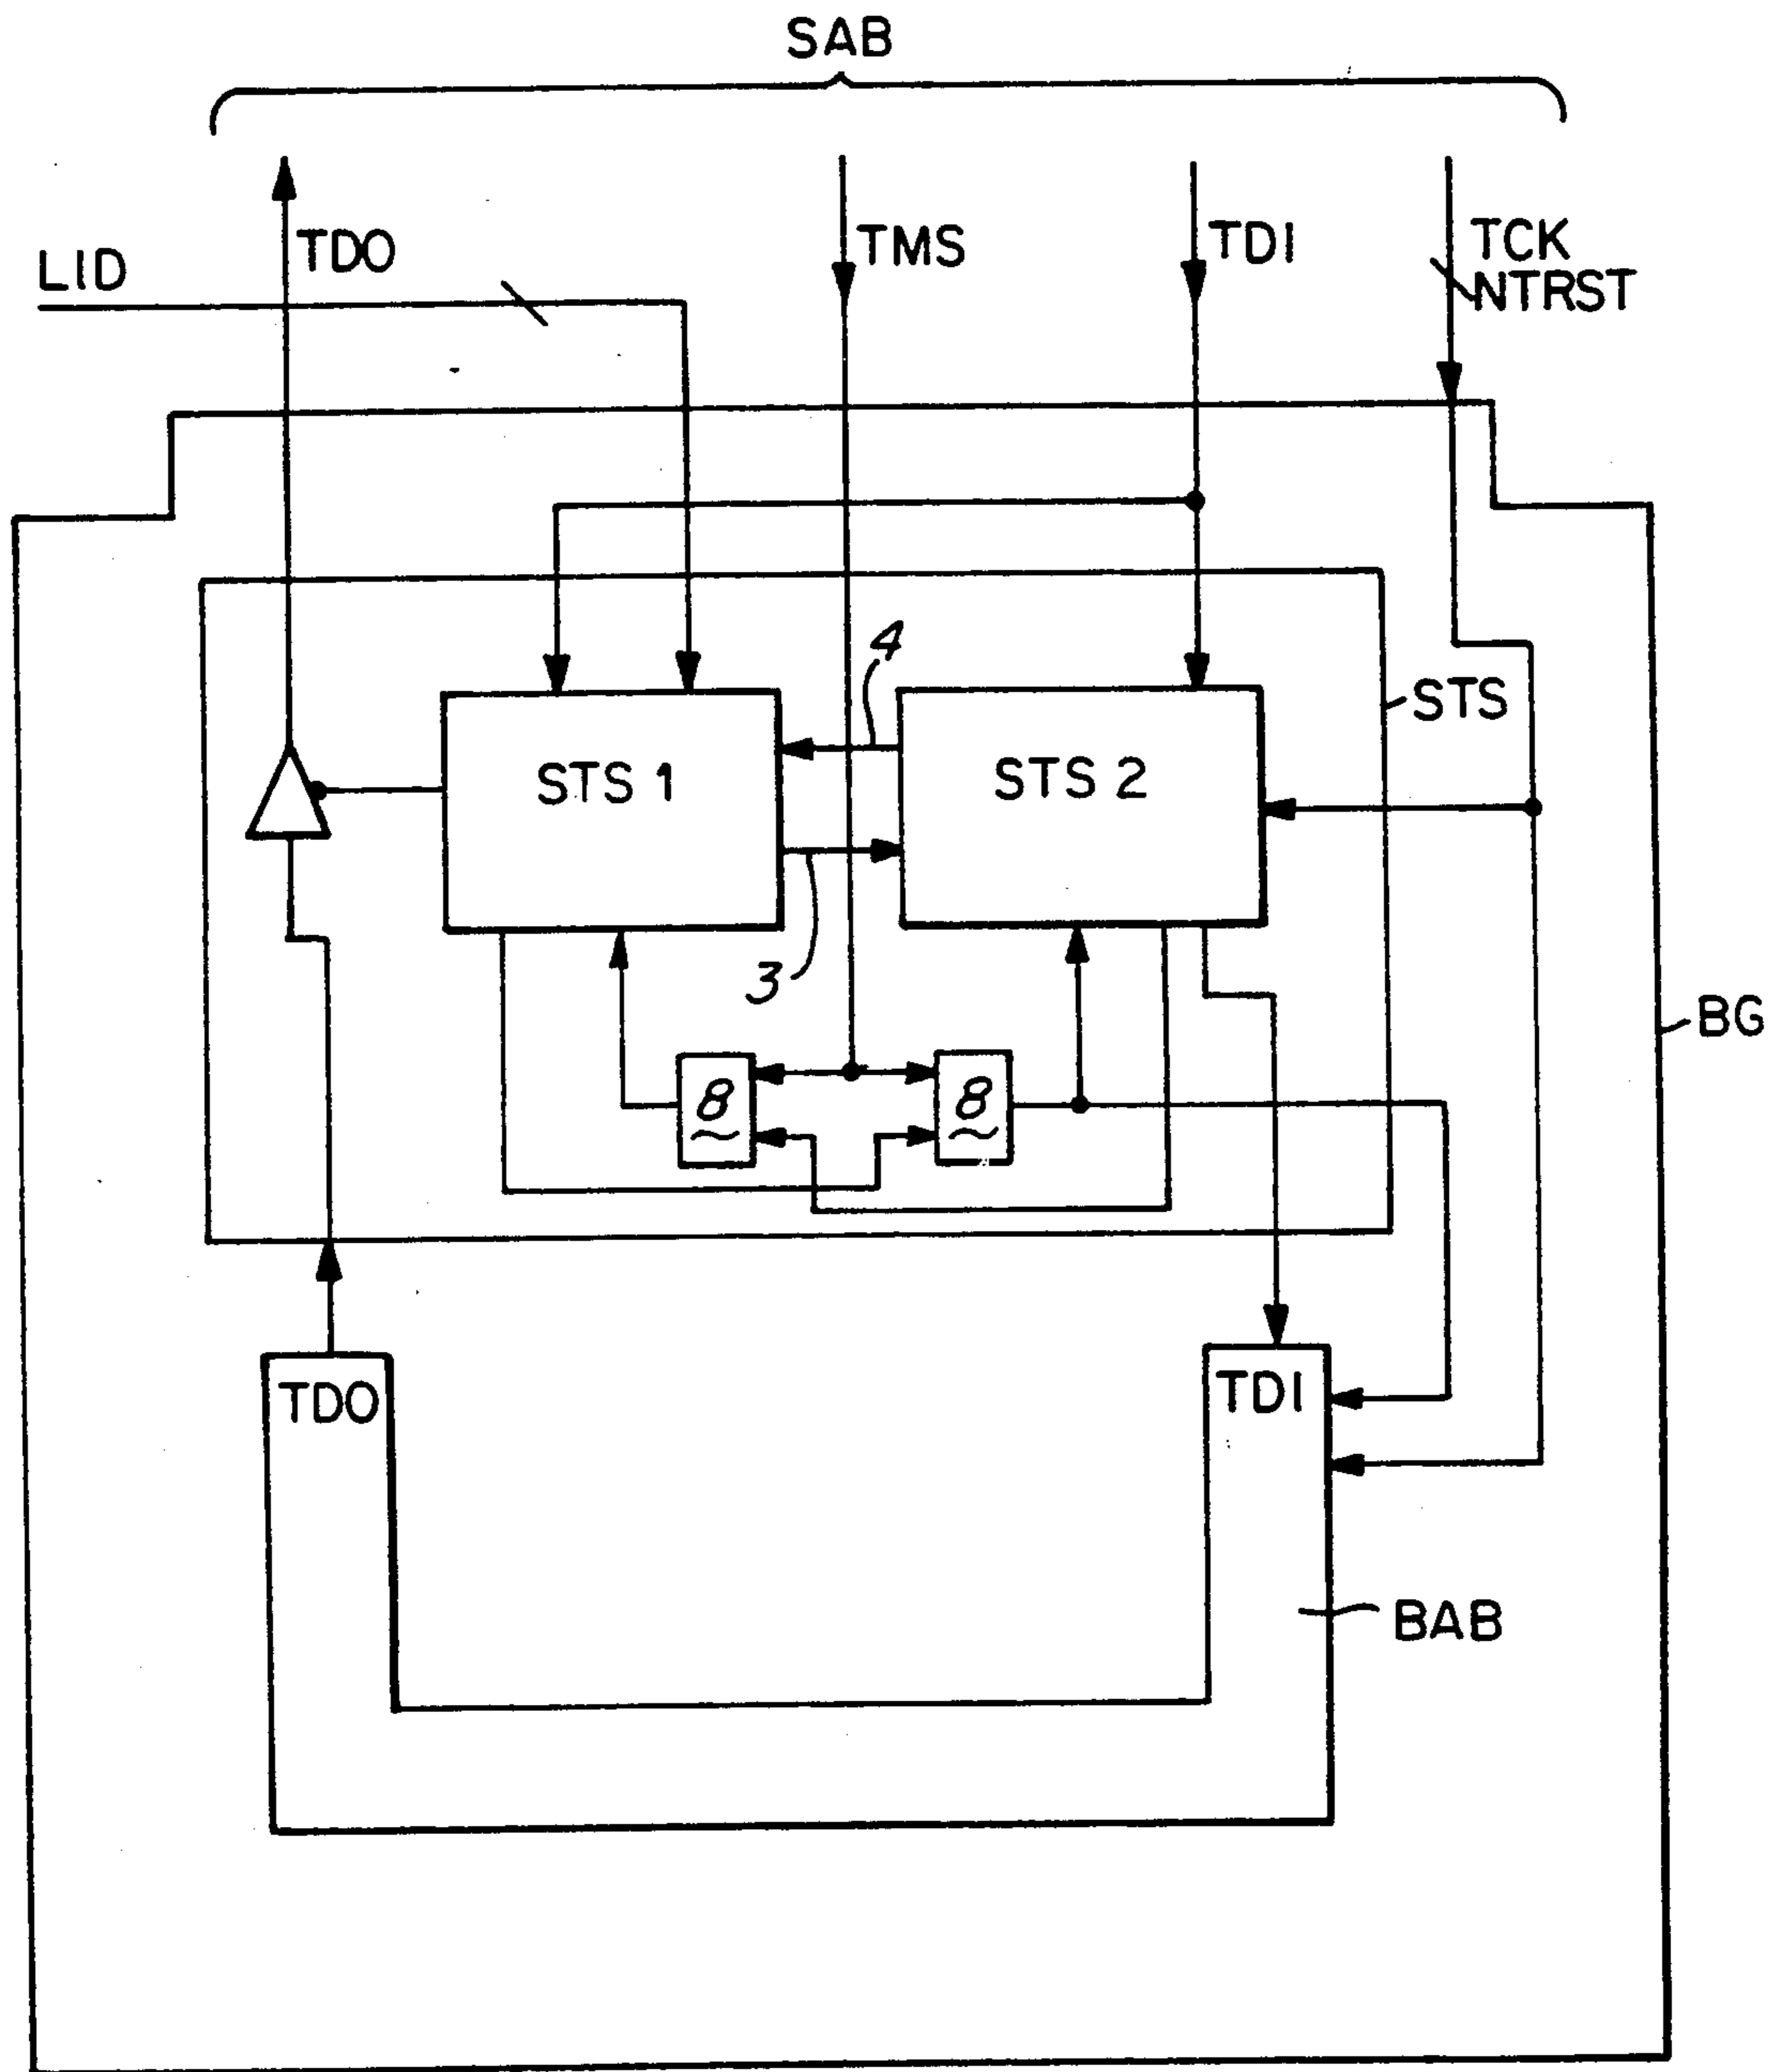 SAB
LID
TDO
TMS
TDI
TCK
NTRST
4
STS
STS 1
STS 2
3
BG
8
8
TDO
TDI
BAB